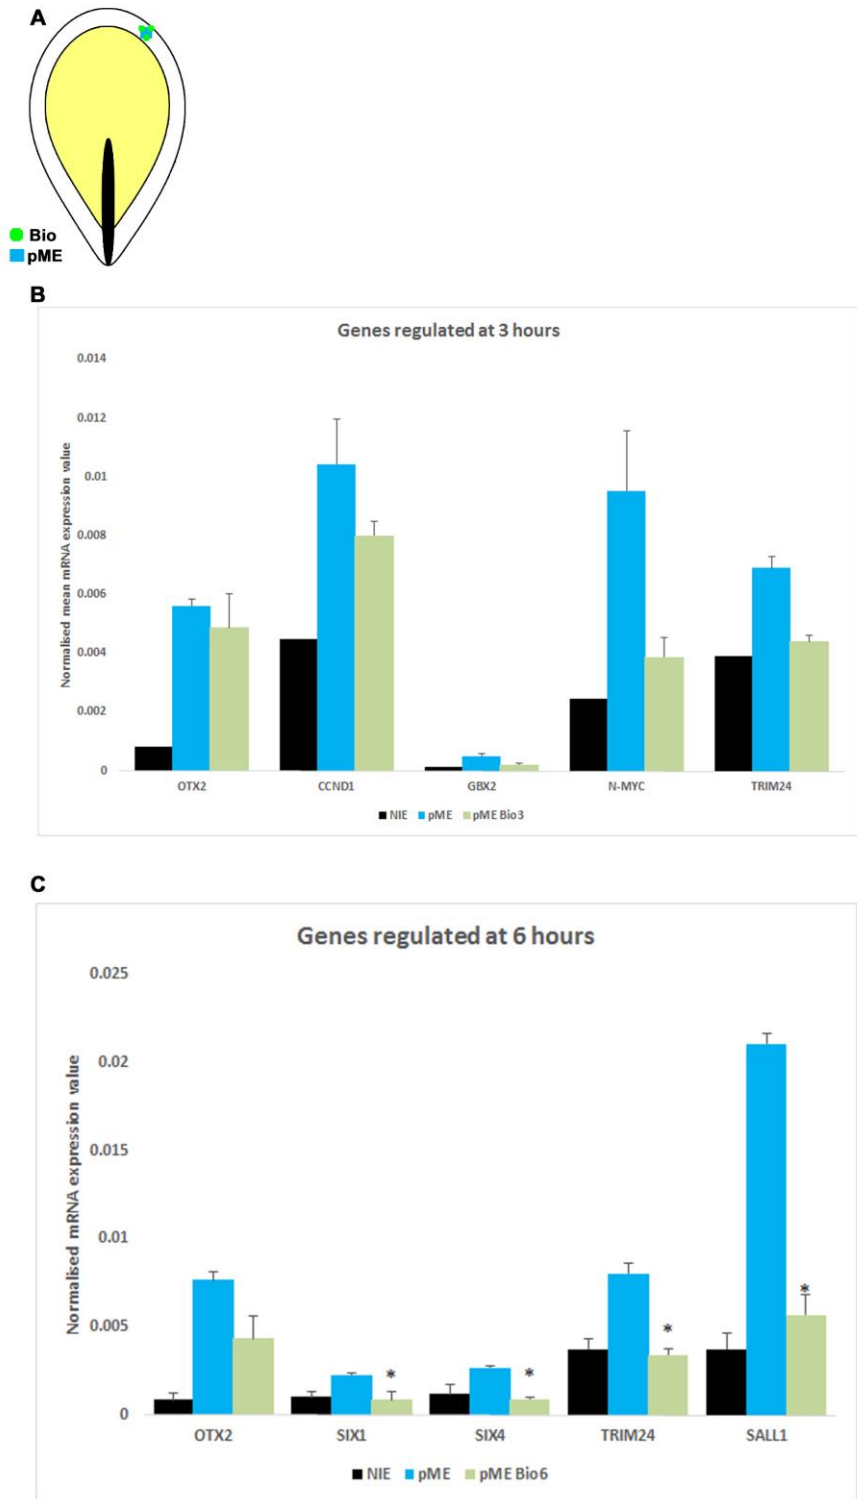 A
Bio
pME
B
Genes regulated at 3 hours
Normalised mean mRNA expression value
0.014
0.012
0.01
0.008
0.006
0.004
0.002
0
OTX2 CCND1 GBX2 N-MYC TRIM24
NIE pME pME Bio3
C
Genes regulated at 6 hours
Normalised mRNA expression value
0.025
0.02
0.015
0.01
0.005
0
* * * *
OTX2 SIX1 SIX4 TRIM24 SALL1
NIE pME pME Bio6